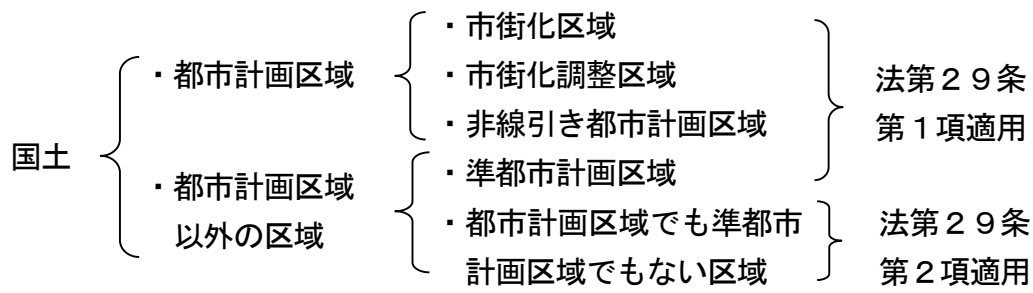 国土
・都市計画区域
・都市計画区域
以外の区域
・市街化区域
・市街化調整区域
・非線引き都市計画区域
・準都市計画区域
・都市計画区域でも準都市
計画区域でもない区域
法第２９条
第１項適用
法第２９条
第２項適用